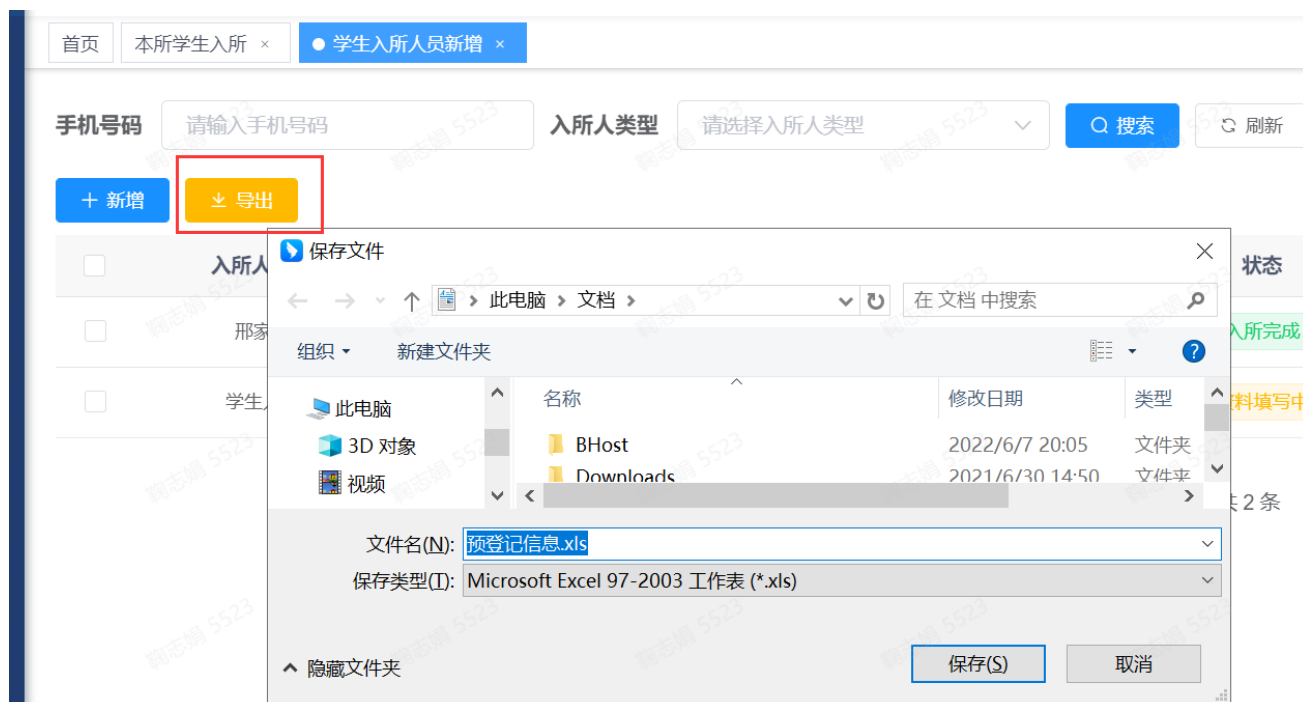 首页 本所学生入所 × 学生入所人员新增 ×
手机号码 请输入手机号码 入所人类型 请选择入所人类型 搜索 刷新
新增 导出
入所人 状态
保存文件
此电脑 文档
在 文档 中搜索
组织 新建文件夹
邢家 入所完成
学生 料填写中
此电脑 名称 修改日期 类型
3D 对象 BHost 2022/6/7 20:05 文件夹
视频 Downloads 2021/6/30 14:50 文件夹
2 条
文件名(N): 预登记信息.xls
保存类型(T): Microsoft Excel 97-2003 工作表 (*.xls)
隐藏文件夹 保存(S) 取消
鞠志娟 5523